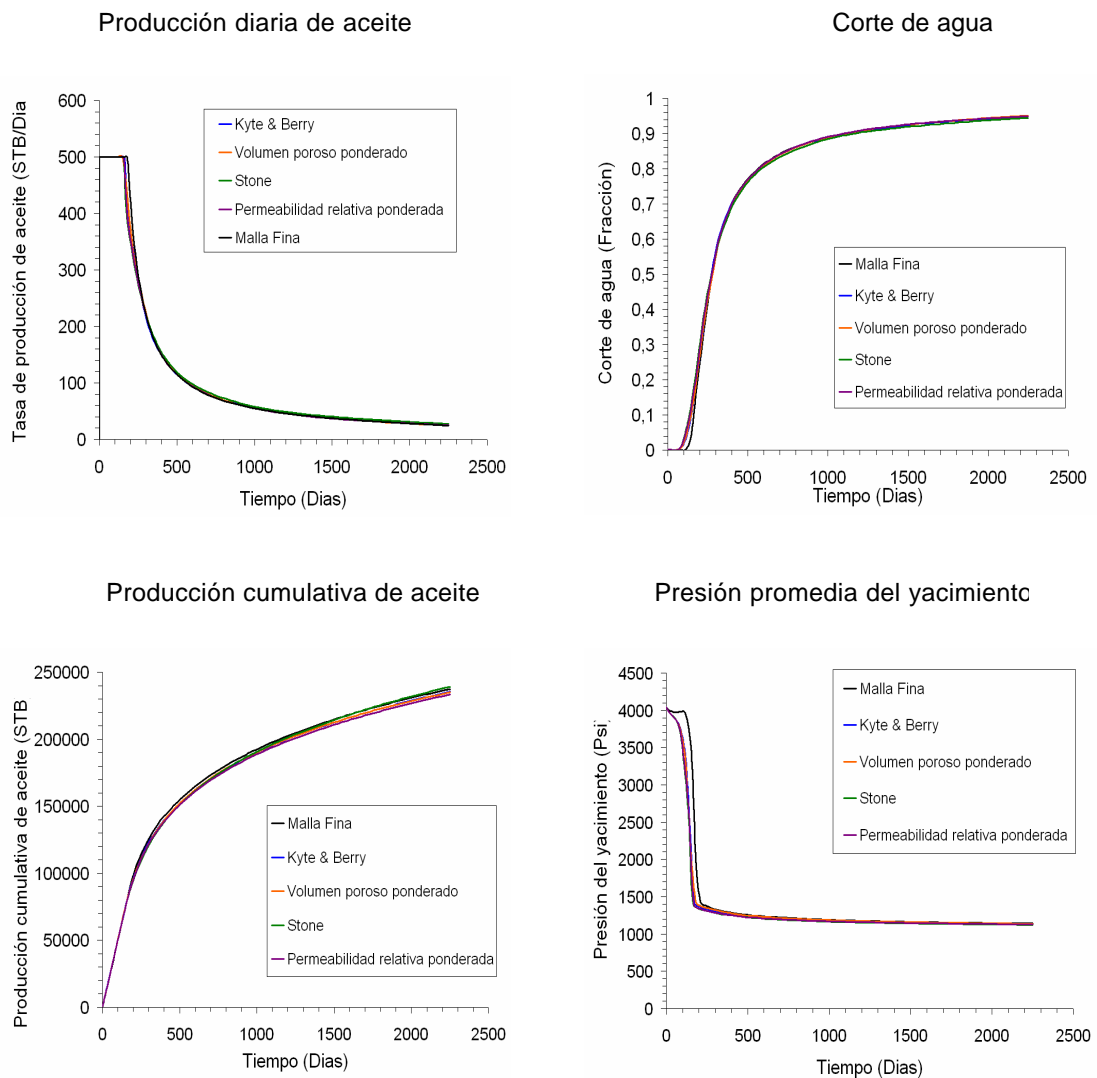 Producción diaria de aceite
Corte de agua
Tasa de producción de aceite (STB/Dia
600
500
400
300
200
100
0
Kyte & Berry
Volumen poroso ponderado
Stone
Permeabilidad relativa ponderada
Malla Fina
0 500 1000 1500 2000 2500
Tiempo (Dias)
Corte de agua (Fracción)
1
0,9
0,8
0,7
0,6
0,5
0,4
0,3
0,2
0,1
0
Malla Fina
Kyte & Berry
Volumen poroso ponderado
Stone
Permeabilidad relativa ponderada
0 500 1000 1500 2000 2500
Tiempo (Dias)
Producción cumulativa de aceite
Presión promedia del yacimiento
Producción cumulativa de aceite (STB
250000
200000
150000
100000
50000
0
Malla Fina
Kyte & Berry
Volumen poroso ponderado
Stone
Permeabilidad relativa ponderada
0 500 1000 1500 2000 2500
Tiempo (Dias)
Presión del yacimiento (Psi)
4500
4000
3500
3000
2500
2000
1500
1000
500
0
Malla Fina
Kyte & Berry
Volumen poroso ponderado
Stone
Permeabilidad relativa ponderada
0 500 1000 1500 2000 2500
Tiempo (Dias)